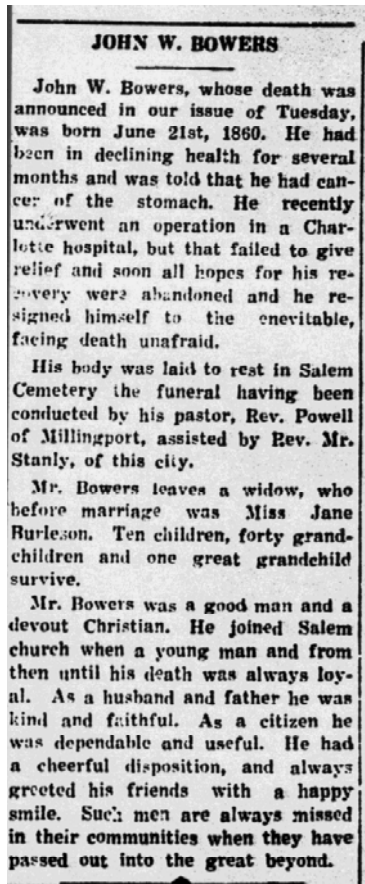 JOHN W. BOWERS
John W. Bowers, whose death was
announced in our issue of Tuesday,
was born June 21st, 1860. He had
been in declining health for several
months and was told that he had can-
cer of the stomach. He recently
underwent an operation in a Char-
lotte hospital, but that failed to give
relief and soon all hopes for his re-
covery were abandoned and he re-
signed himself to the enevitable,
facing death unafraid.
His body was laid to rest in Salem
Cemetery the funeral having been
conducted by his pastor, Rev. Powell
of Millingport, assisted by Rev. Mr.
Stanly, of this city.
Mr. Bowers leaves a widow, who
before marriage was Miss Jane
Burleson. Ten children, forty grand-
children and one great grandchild
survive.
Mr. Bowers was a good man and a
devout Christian. He joined Salem
church when a young man and from
then until his death was always loy-
al. As a husband and father he was
kind and faithful. As a citizen he
was dependable and useful. He had
a cheerful disposition, and always
greeted his friends with a happy
smile. Such men are always missed
in their communities when they have
passed out into the great beyond.